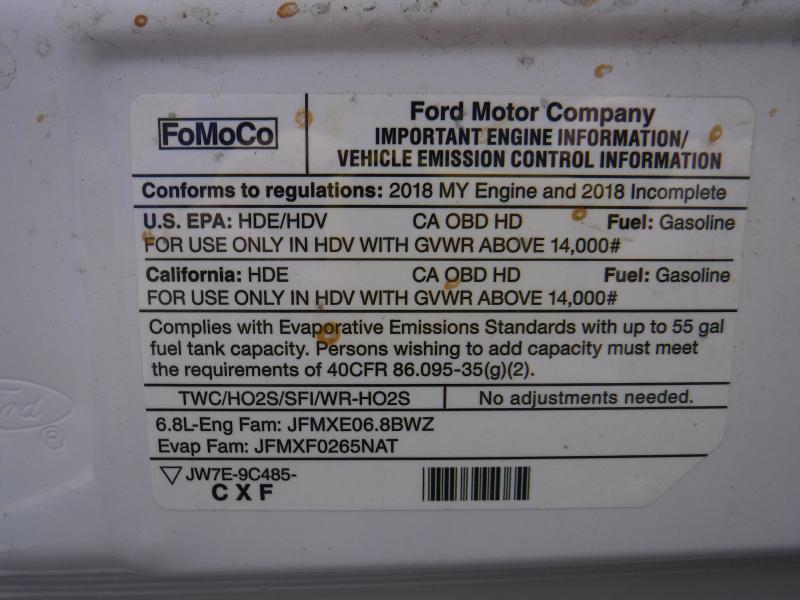 FoMoCo
Ford Motor Company
IMPORTANT ENGINE INFORMATION/
VEHICLE EMISSION CONTROL INFORMATION
Conforms to regulations: 2018 MY Engine and 2018 Incomplete
U.S. EPA: HDE/HDV CA OBD HD Fuel: Gasoline
FOR USE ONLY IN HDV WITH GVWR ABOVE 14,000#
California: HDE CA OBD HD Fuel: Gasoline
FOR USE ONLY IN HDV WITH GVWR ABOVE 14,000#
Complies with Evaporative Emissions Standards with up to 55 gal
fuel tank capacity. Persons wishing to add capacity must meet
the requirements of 40CFR 86.095-35(g)(2).
TWC/HO2S/SFI/WR-HO2S No adjustments needed.
6.8L-Eng Fam: JFMXE06.8BWZ
Evap Fam: JFMXF0265NAT
JW7E-9C485-
C X F
Ford ®